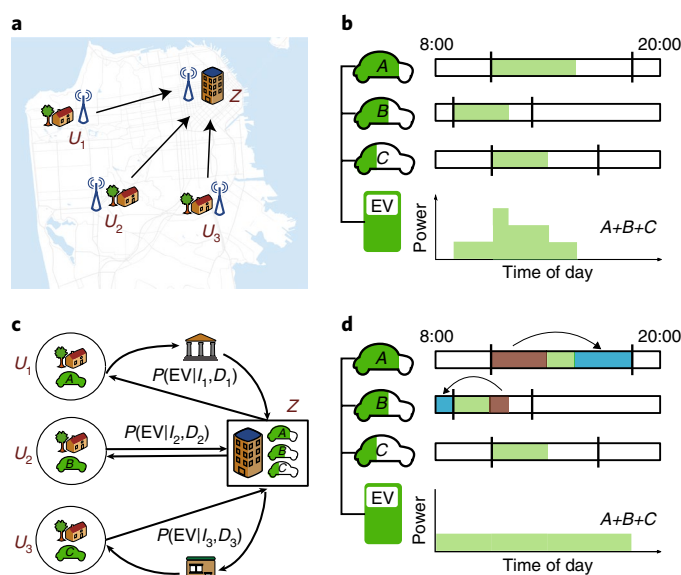 a
Z
U1
U2
U3
b
8:00 20:00
A
B
C
EV
Power
A+B+C
Time of day
c
U1
A
P(EV|I1,D1)
Z
U2
B
P(EV|I2,D2)
A
B
C
U3
C
P(EV|I3,D3)
d
8:00 20:00
A
B
C
EV
Power
A+B+C
Time of day